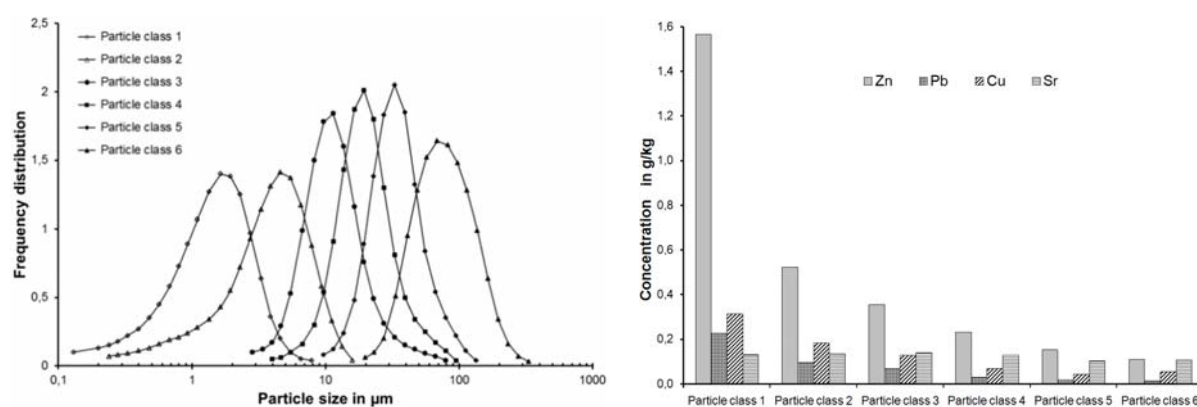 2,5
2
1,5
1
0,5
0
Frequency distribution
Particle class 1
Particle class 2
Particle class 3
Particle class 4
Particle class 5
Particle class 6
0,1 1 10 100 1000
Particle size in µm
1,6
1,4
1,2
1,0
0,8
0,6
0,4
0,2
0,0
Concentration in g/kg
Zn Pb Cu Sr
Particle class 1 Particle class 2 Particle class 3 Particle class 4 Particle class 5 Particle class 6